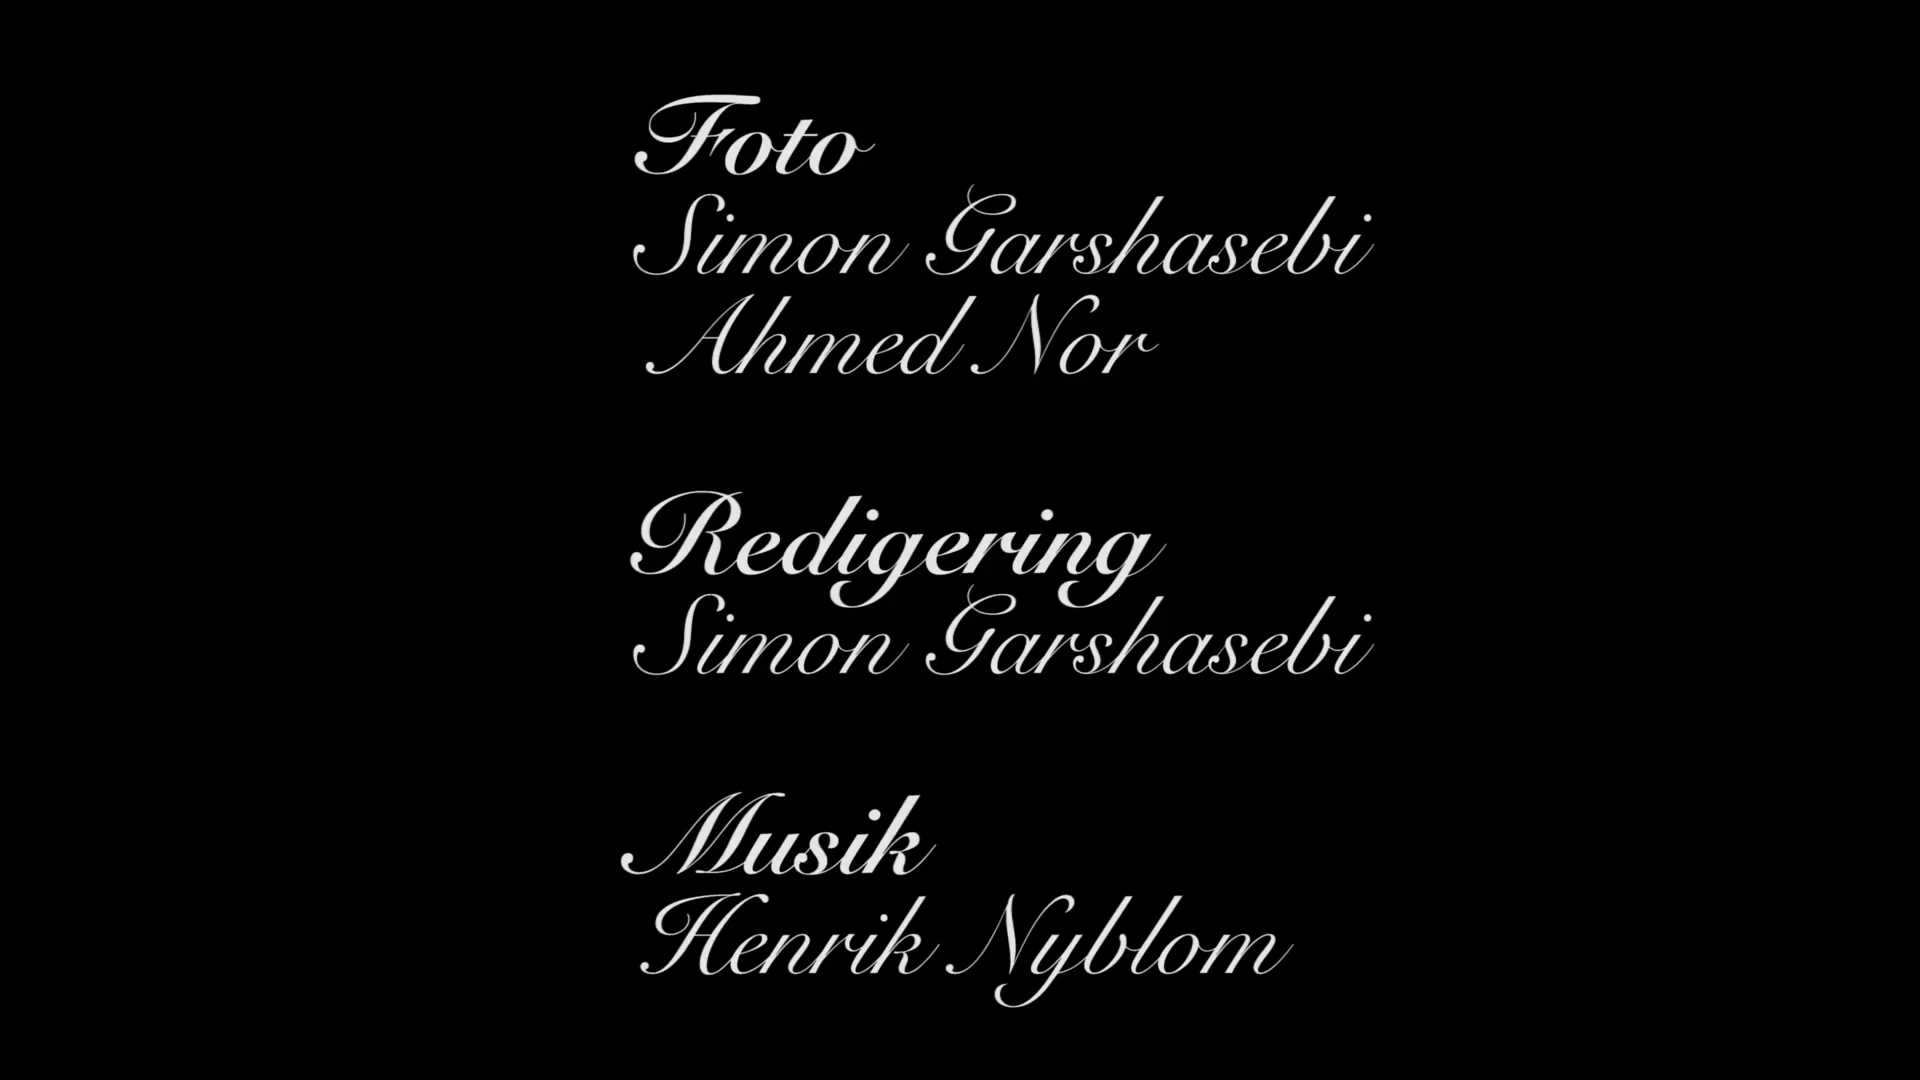 Foto
Simon Garshasebi
Ahmed Nor
Redigering
Simon Garshasebi
Musik
Henrik Nyblom